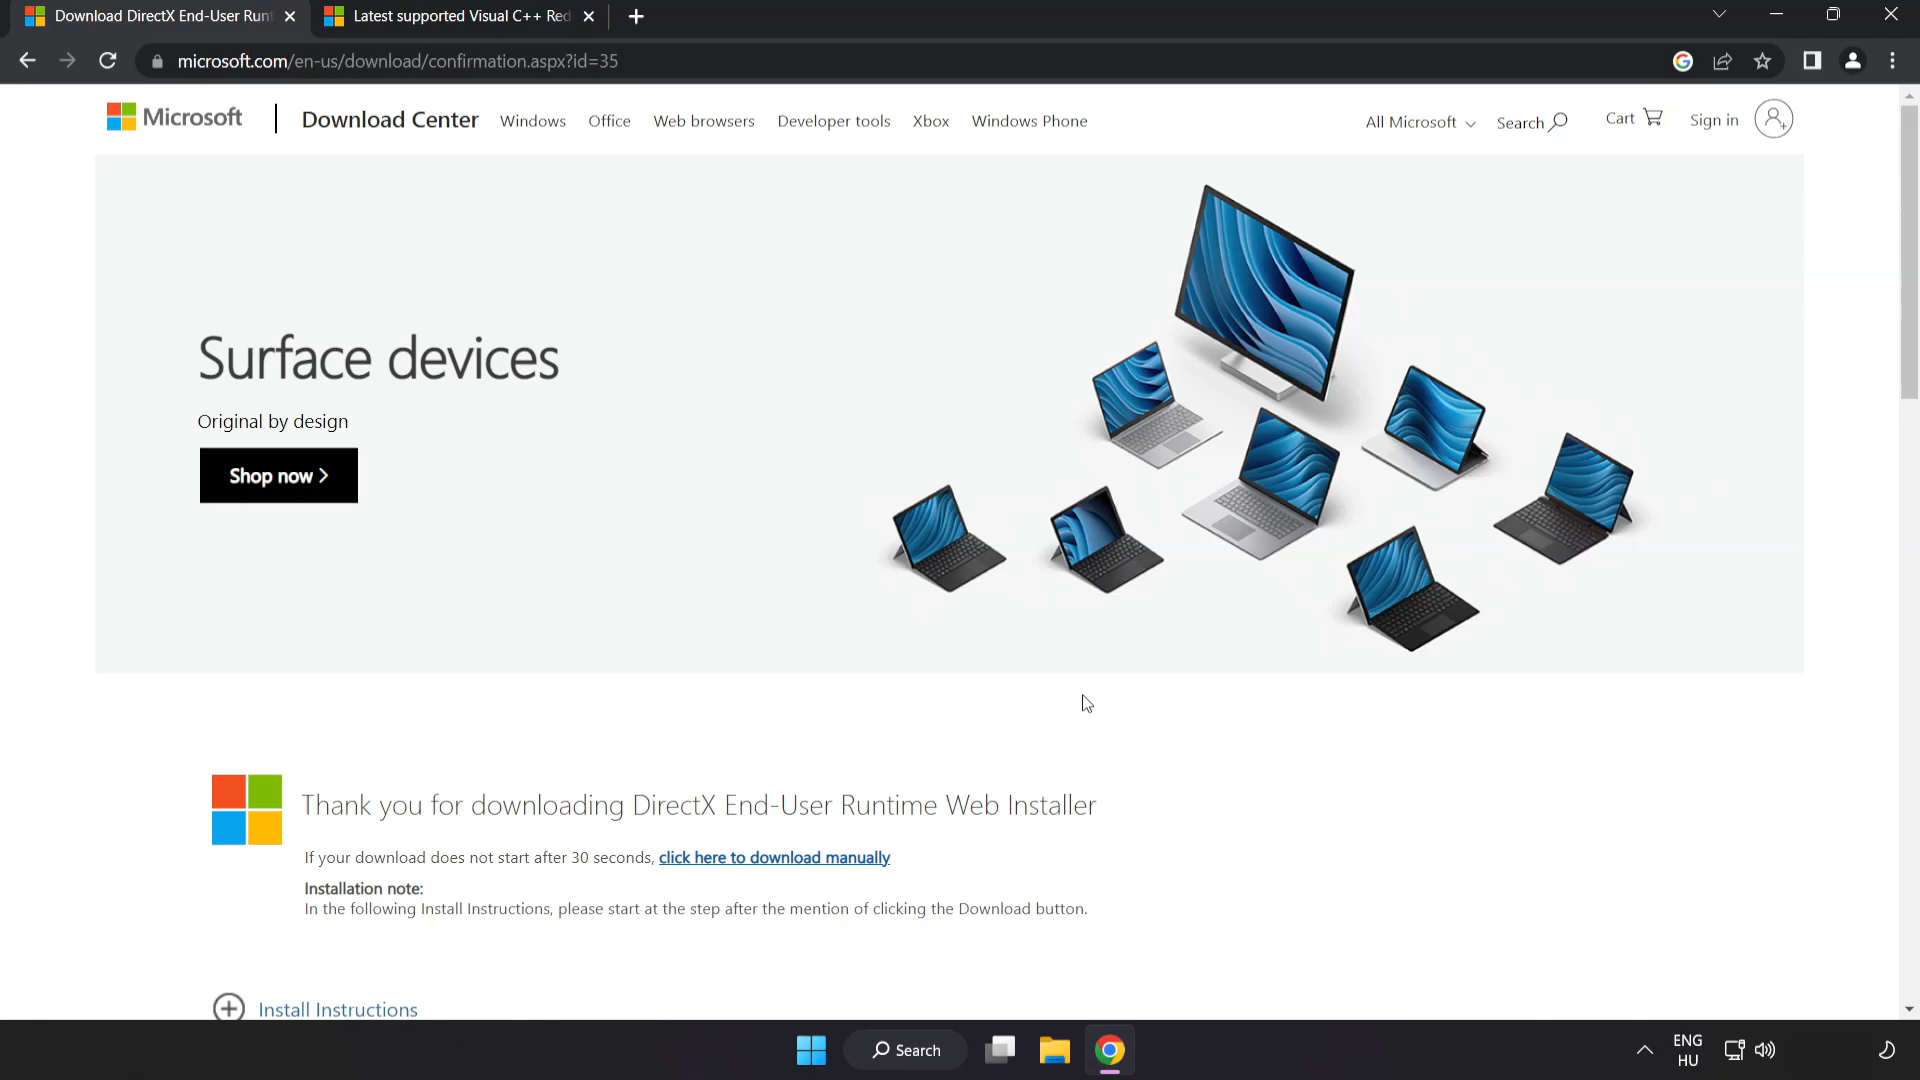 Download DirectX End-User Runt
Latest supported Visual C++ Red
microsoft.com/en-us/download/confirmation.aspx?id=35
Microsoft
Download Center
Windows
Office
Web browsers
Developer tools
Xbox
Windows Phone
All Microsoft
Search
Cart
Sign in
Surface devices
Original by design
Shop now
Thank you for downloading DirectX End-User Runtime Web Installer
If your download does not start after 30 seconds, click here to download manually
Installation note:
In the following Install Instructions, please start at the step after the mention of clicking the Download button.
Install Instructions
Search
ENG
HU